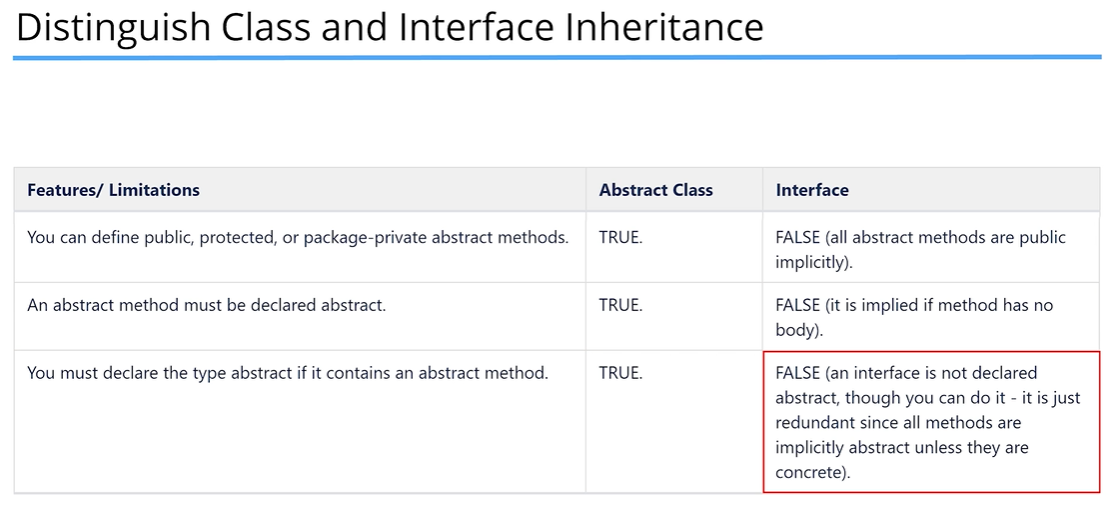 Distinguish Class and Interface Inheritance
Features/ Limitations
Abstract Class
Interface
You can define public, protected, or package-private abstract methods.
TRUE.
FALSE (all abstract methods are public
implicitly).
An abstract method must be declared abstract.
TRUE.
FALSE (it is implied if method has no
body).
You must declare the type abstract if it contains an abstract method.
TRUE.
FALSE (an interface is not declared
abstract, though you can do it - it is just
redundant since all methods are
implicitly abstract unless they are
concrete).